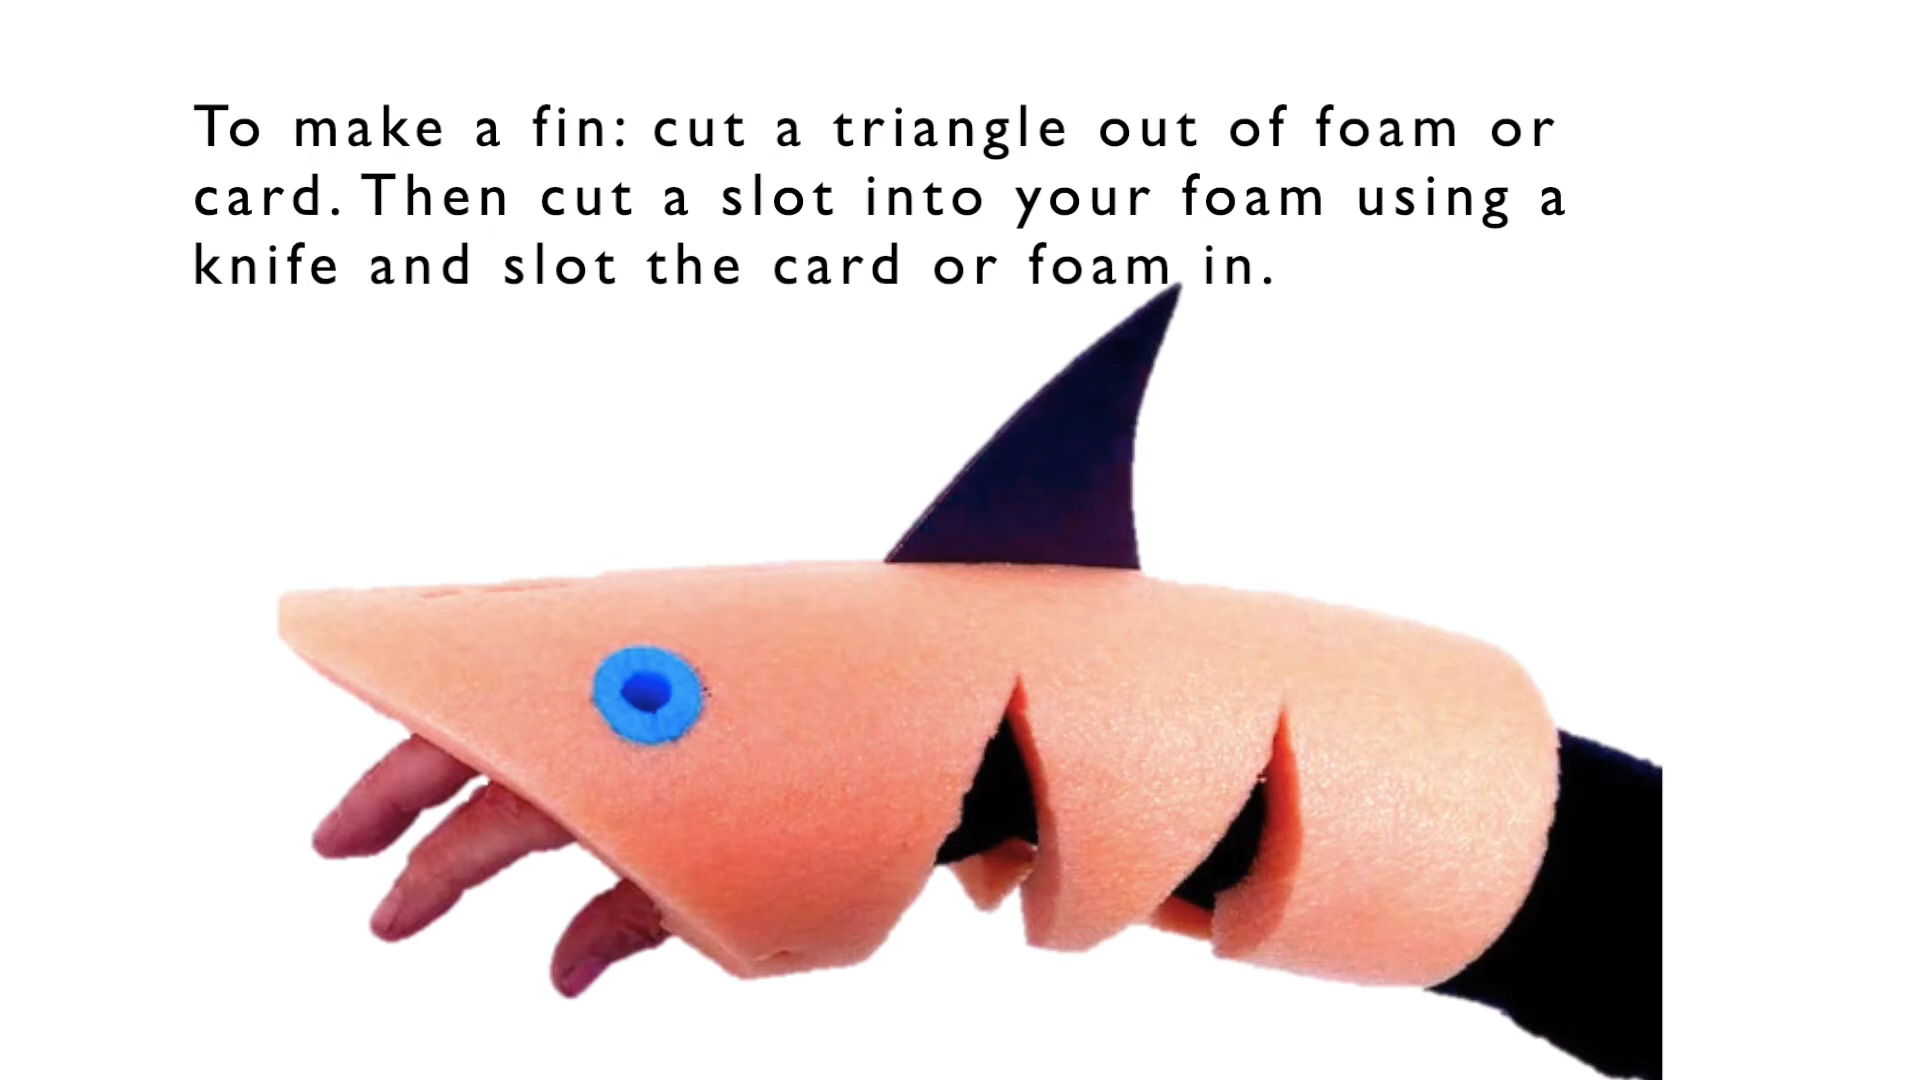 To make a fin: cut a triangle out of foam or
card. Then cut a slot into your foam using a
knife and slot the card or foam in.